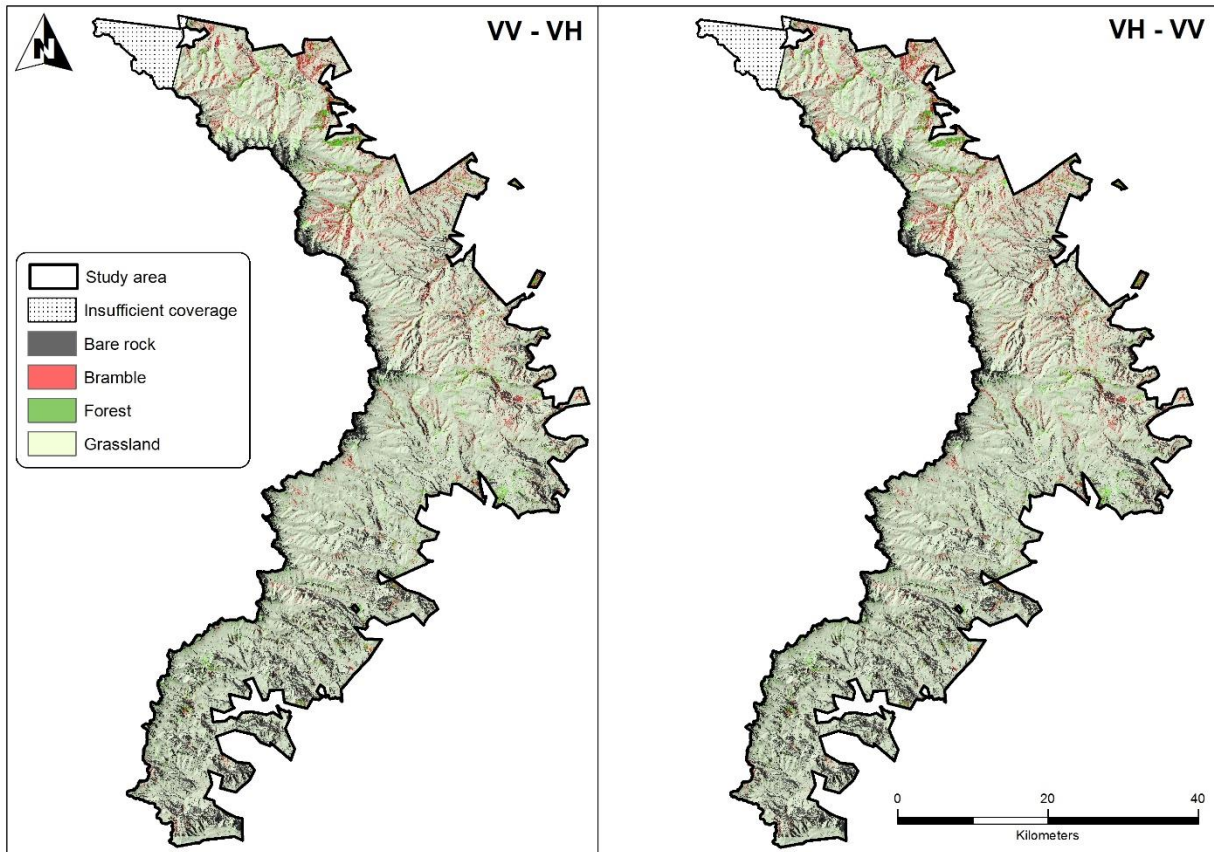 N
VV - VH
VH - VV
Study area
Insufficient coverage
Bare rock
Bramble
Forest
Grassland
0 20 40
Kilometers